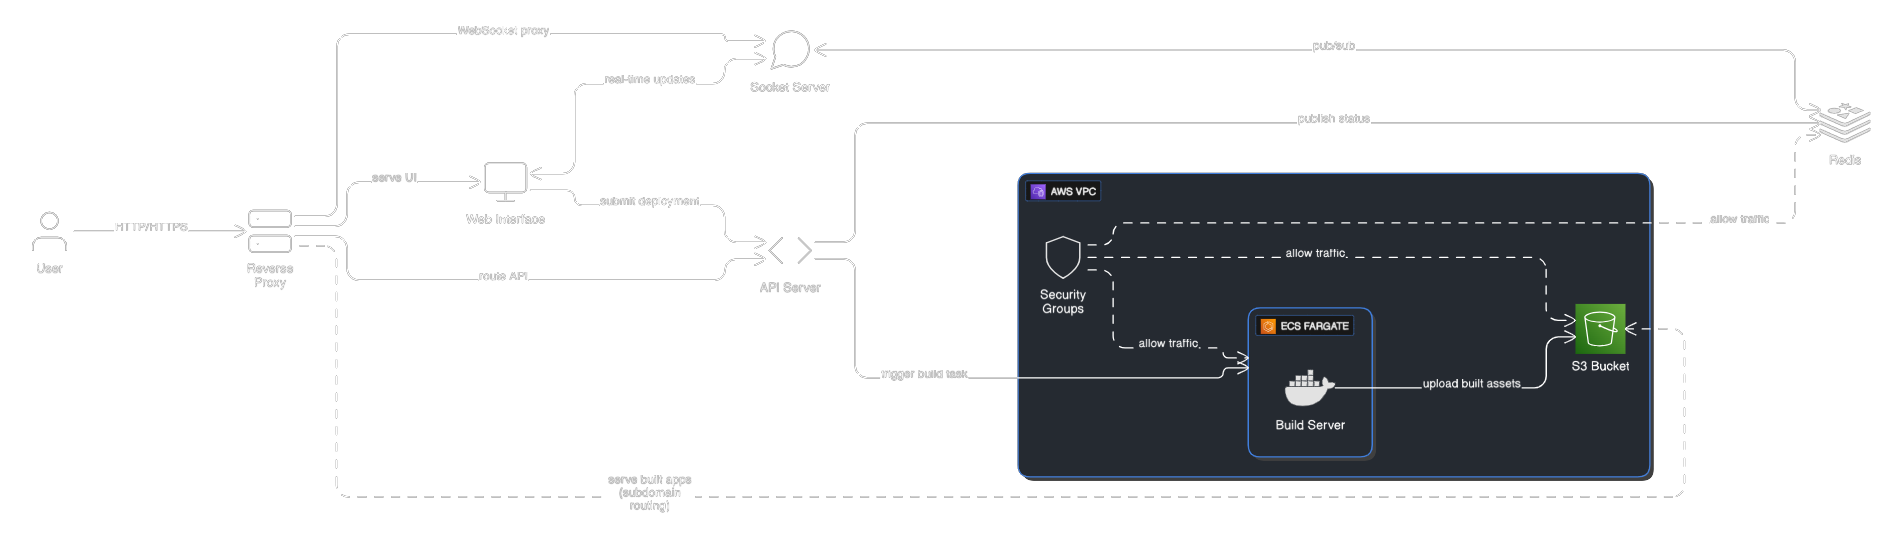 WebSocket proxy
pub/sub
real-time updates
Socket Server
publish status
Redis
serve UI
AWS VPC
submit deployment
Web Interface
allow traffic
HTTP/HTTPS
allow traffic
User
Reverse
Proxy
route API
API Server
Security
Groups
ECS FARGATE
allow traffic
S3 Bucket
trigger build task
upload built assets
Build Server
serve built apps
(subdomain
routing)